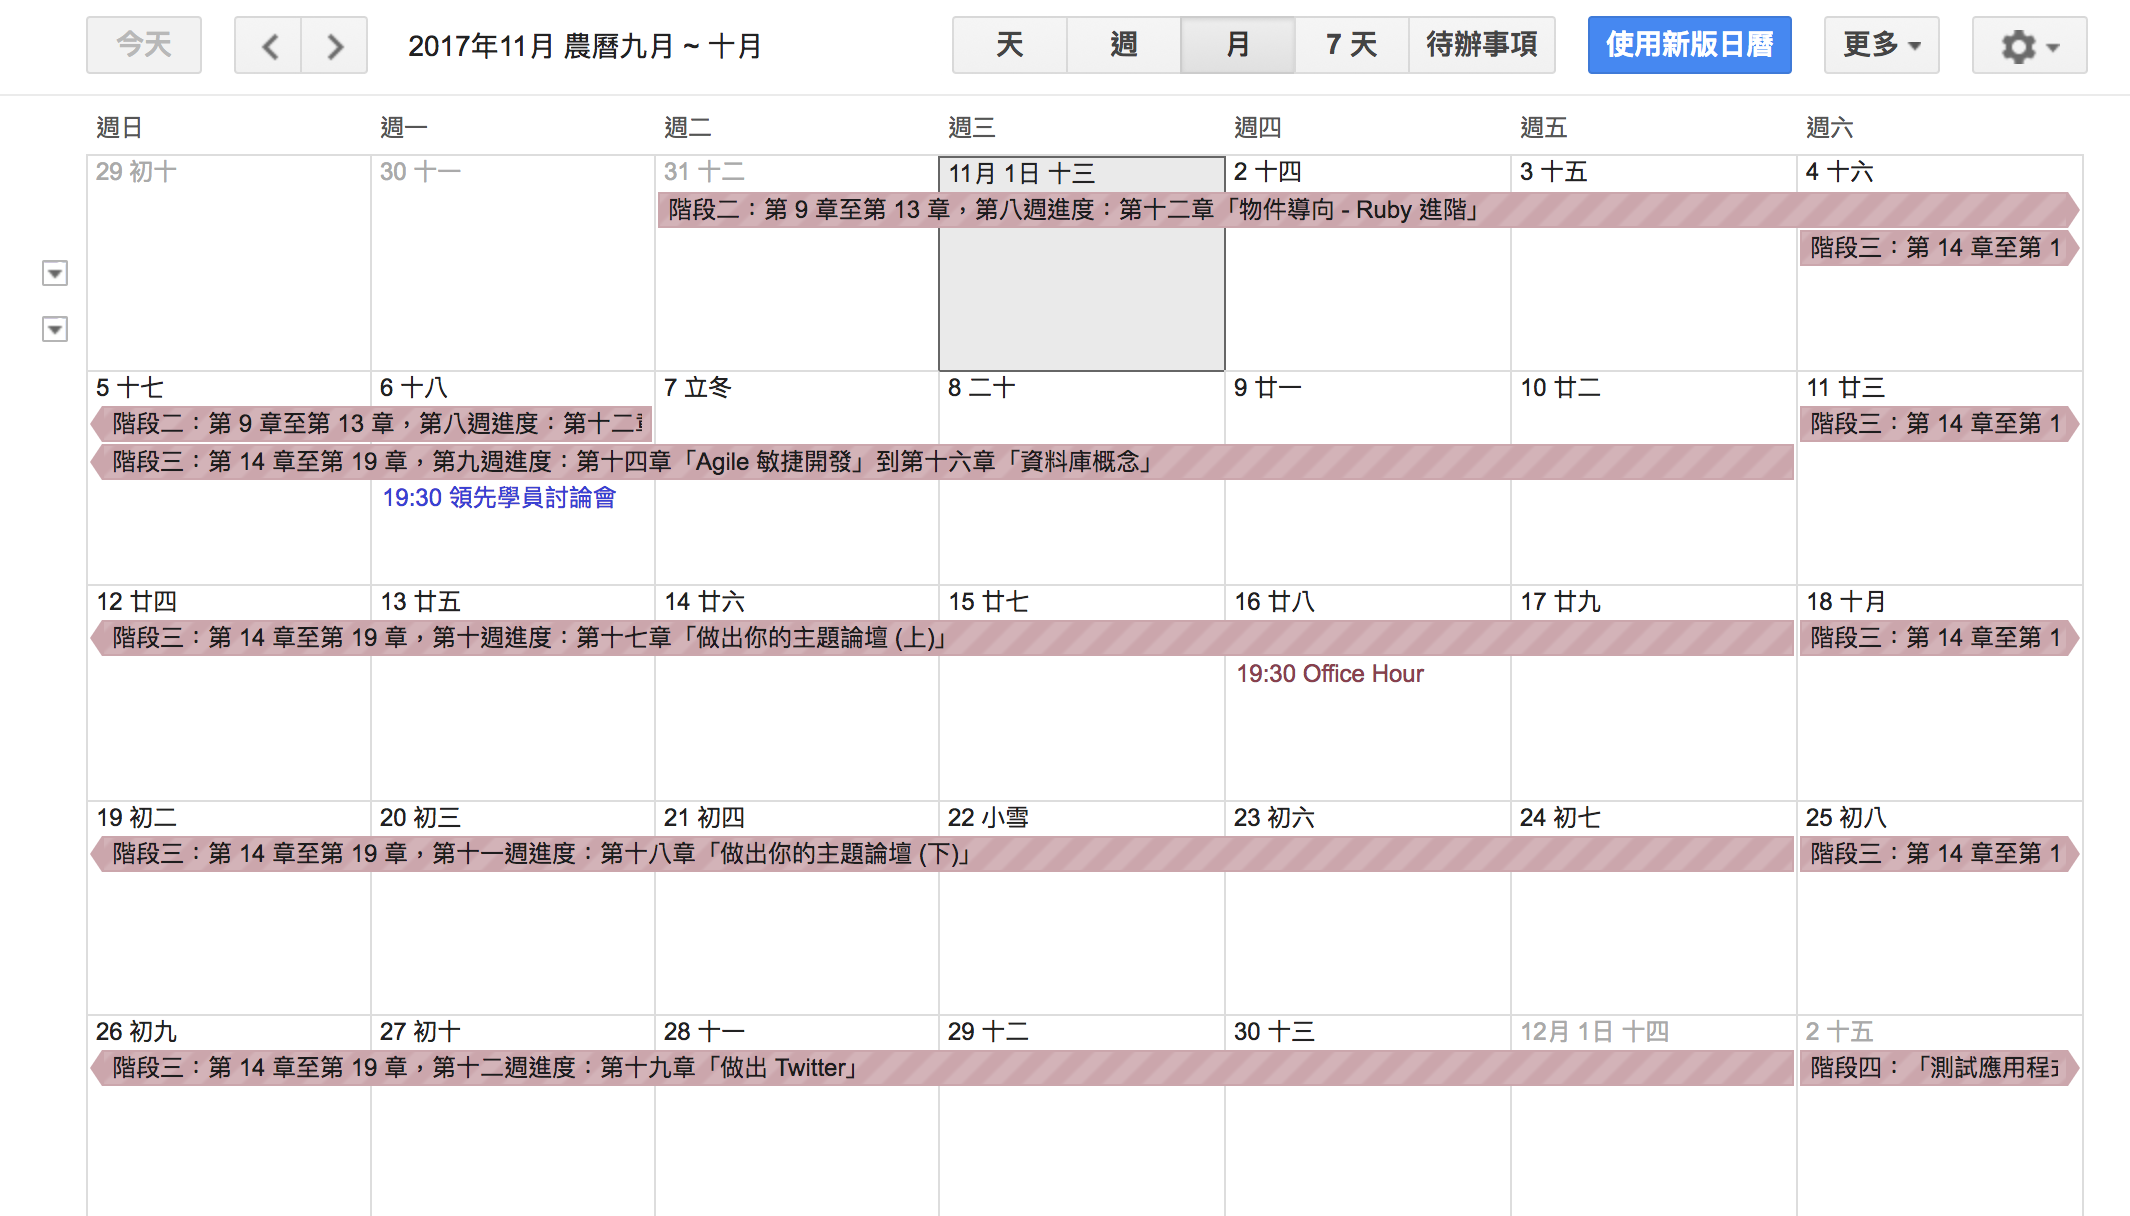 今天 2017年11月 農曆九月 ~ 十月 天 週 月 7 天 待辦事項 使用新版日曆 更多
週日 週一 週二 週三 週四 週五 週六
29 初十 30 十一 31 十二 11月 1日 十三 2 十四 3 十五 4 十六
階段二：第 9 章至第 13 章，第八週進度：第十二章「物件導向 - Ruby 進階」
階段三：第 14 章至第 1
5 十七 6 十八 7 立冬 8 二十 9 廿一 10 廿二 11 廿三
階段二：第 9 章至第 13 章，第八週進度：第十二 階段三：第 14 章至第 1
階段三：第 14 章至第 19 章，第九週進度：第十四章「Agile 敏捷開發」到第十六章「資料庫概念」
19:30 領先學員討論會
12 廿四 13 廿五 14 廿六 15 廿七 16 廿八 17 廿九 18 十月
階段三：第 14 章至第 19 章，第十週進度：第十七章「做出你的主題論壇 (上)」 階段三：第 14 章至第 1
19:30 Office Hour
19 初二 20 初三 21 初四 22 小雪 23 初六 24 初七 25 初八
階段三：第 14 章至第 19 章，第十一週進度：第十八章「做出你的主題論壇 (下)」 階段三：第 14 章至第 1
26 初九 27 初十 28 十一 29 十二 30 十三 12月 1日 十四 2 十五
階段三：第 14 章至第 19 章，第十二週進度：第十九章「做出 Twitter」 階段四：「測試應用程